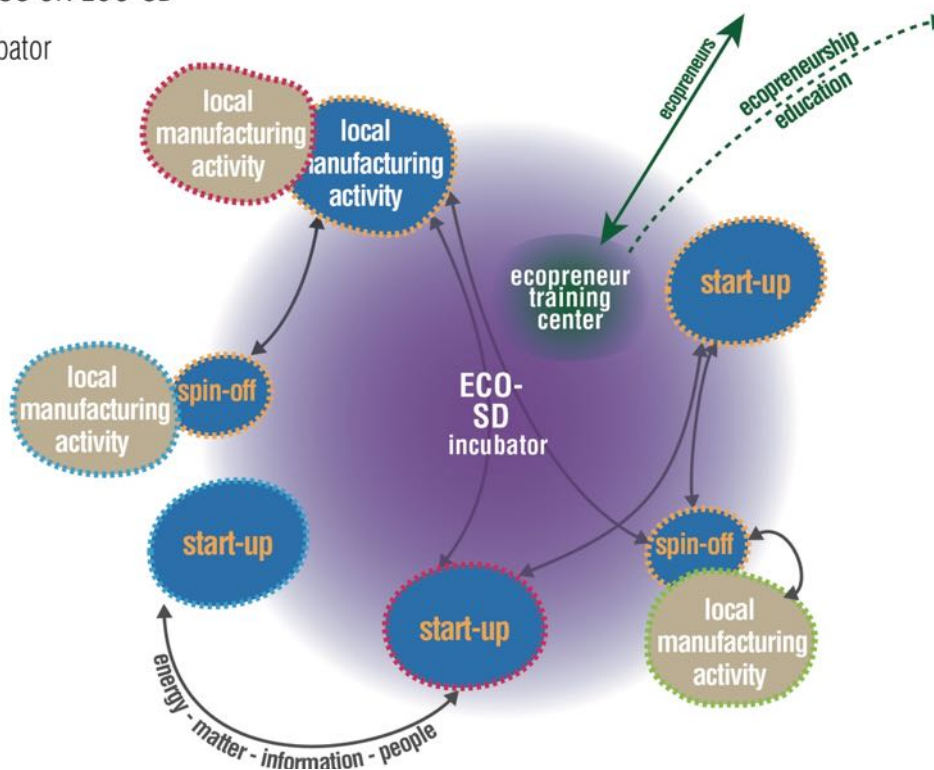 bator
ecopreneurs
ecopreneurship
education
local
manufacturing
activity
local
manufacturing
activity
ecopreneur
training
center
start-up
local
manufacturing
activity
spin-off
ECO-
SD
incubator
start-up
spin-off
start-up
local
manufacturing
activity
energy - matter - information - people